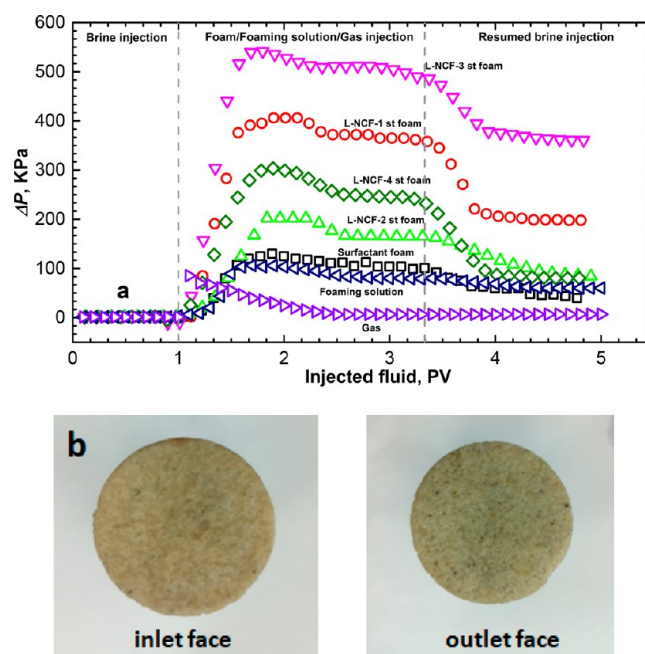 600
500
400
300
200
100
0
ΔP, KPa
Brine injection
Foam/Foaming solution/Gas injection
Resumed brine injection
L-NCF-3 st foam
L-NCF-1 st foam
L-NCF-4 st foam
L-NCF-2 st foam
Surfactant foam
Foaming solution
Gas
a
0 1 2 3 4 5
Injected fluid, PV
b
inlet face
outlet face